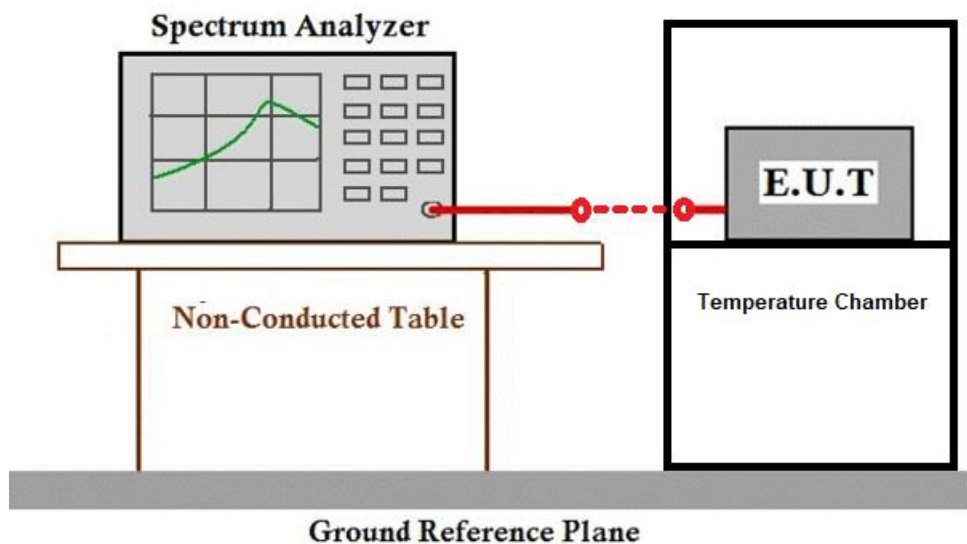 Spectrum Analyzer
E.U.T
Temperature Chamber
Non-Conducted Table
Ground Reference Plane